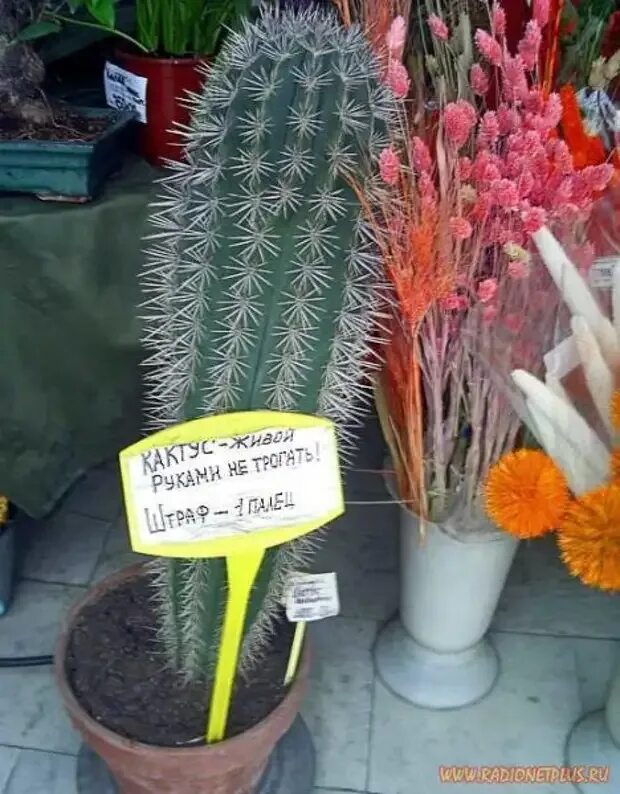 КАКТУС - ЖИВОЙ
РУКАМИ НЕ ТРОГАТЬ!
ШТРАФ - 1 ПАЛЕЦ
WWW.RADIONETPLUS.RU